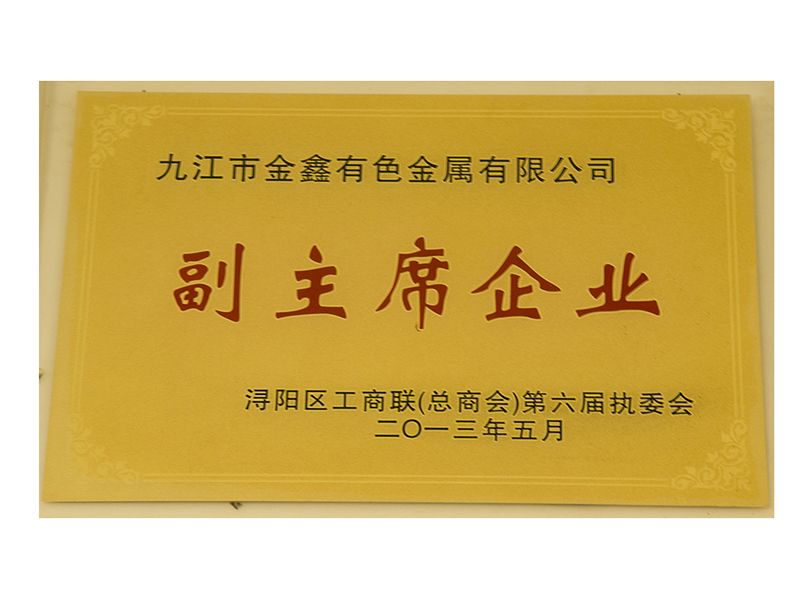 九江市金鑫有色金属有限公司
副主席企业
浔阳区工商联(总商会)第六届执委会
二〇一三年五月